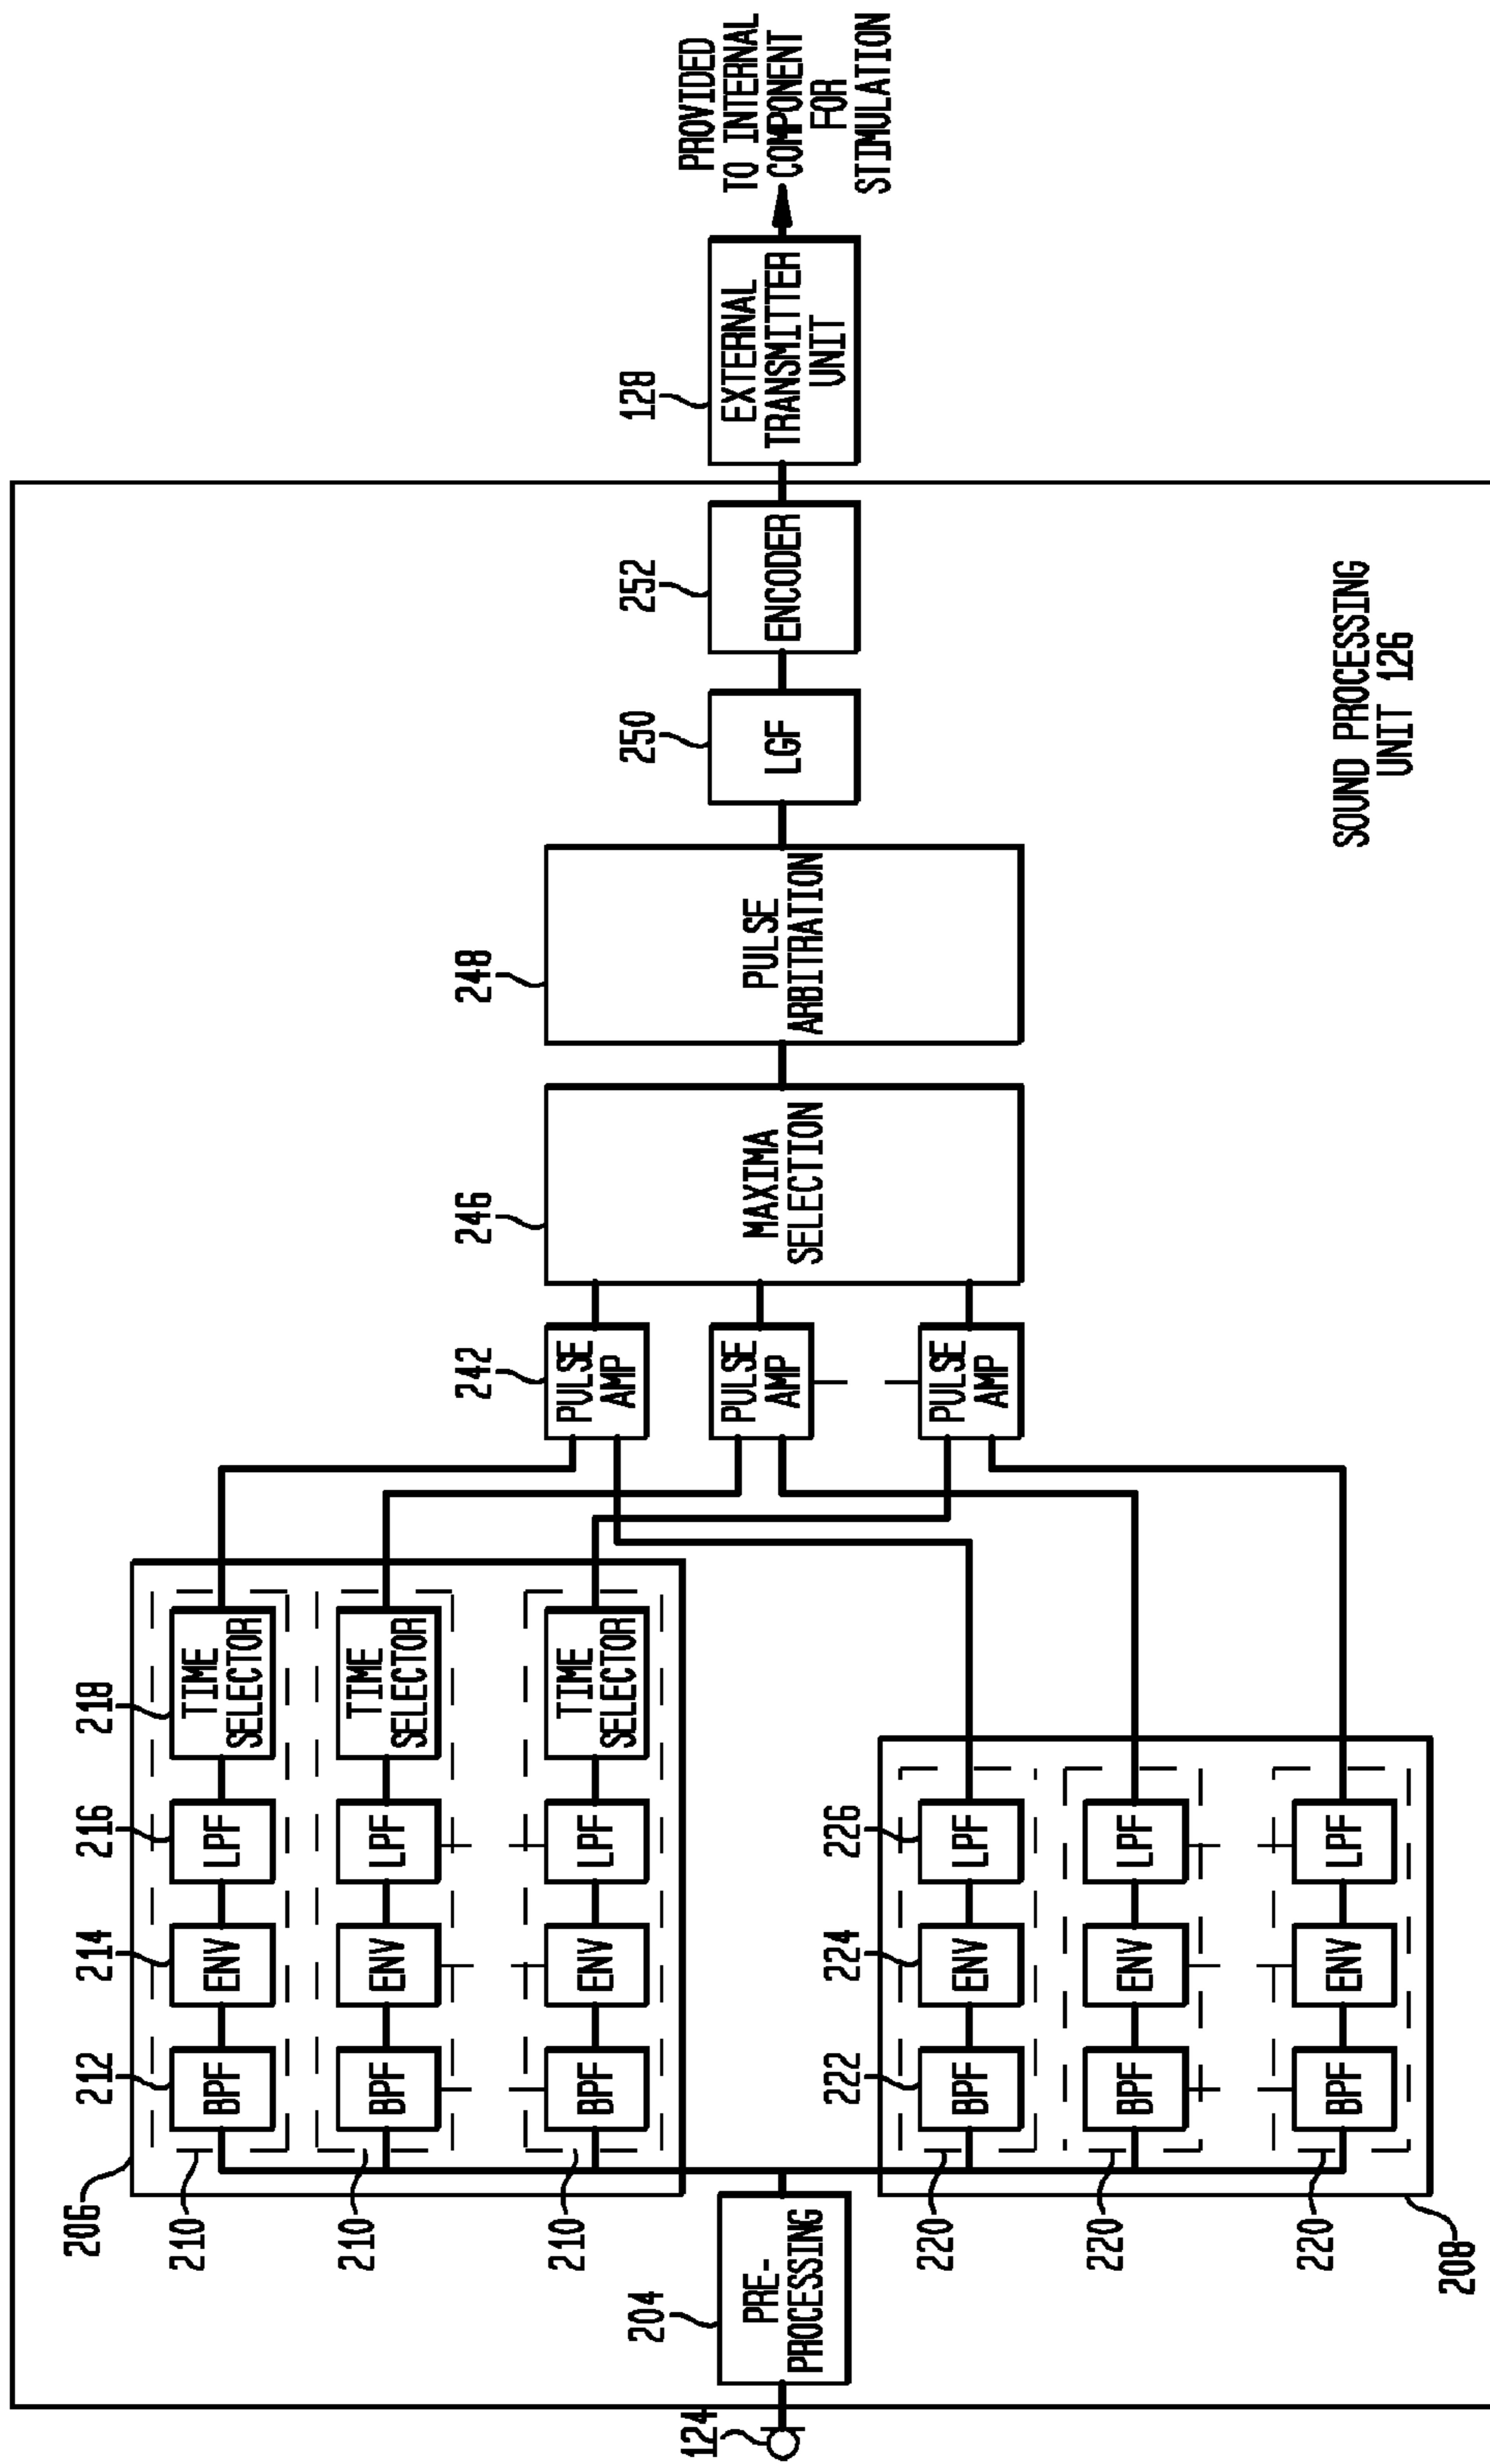 124
204
PRE-
PROCESSING
206
210
210
210
212
214
216
218
BPF
ENV
LPF
TIME
SELECTOR
BPF
ENV
LPF
TIME
SELECTOR
BPF
ENV
LPF
TIME
SELECTOR
220
220
220
208
222
224
226
BPF
ENV
LPF
BPF
ENV
LPF
BPF
ENV
LPF
242
PULSE
AMP
PULSE
AMP
PULSE
AMP
246
MAXIMA
SELECTION
248
PULSE
ARBITRATION
250
LGF
252
ENCODER
128
EXTERNAL
TRANSMITTER
UNIT
PROVIDED
TO INTERNAL
COMPONENT
FOR
STIMULATION
SOUND PROCESSING
UNIT 126